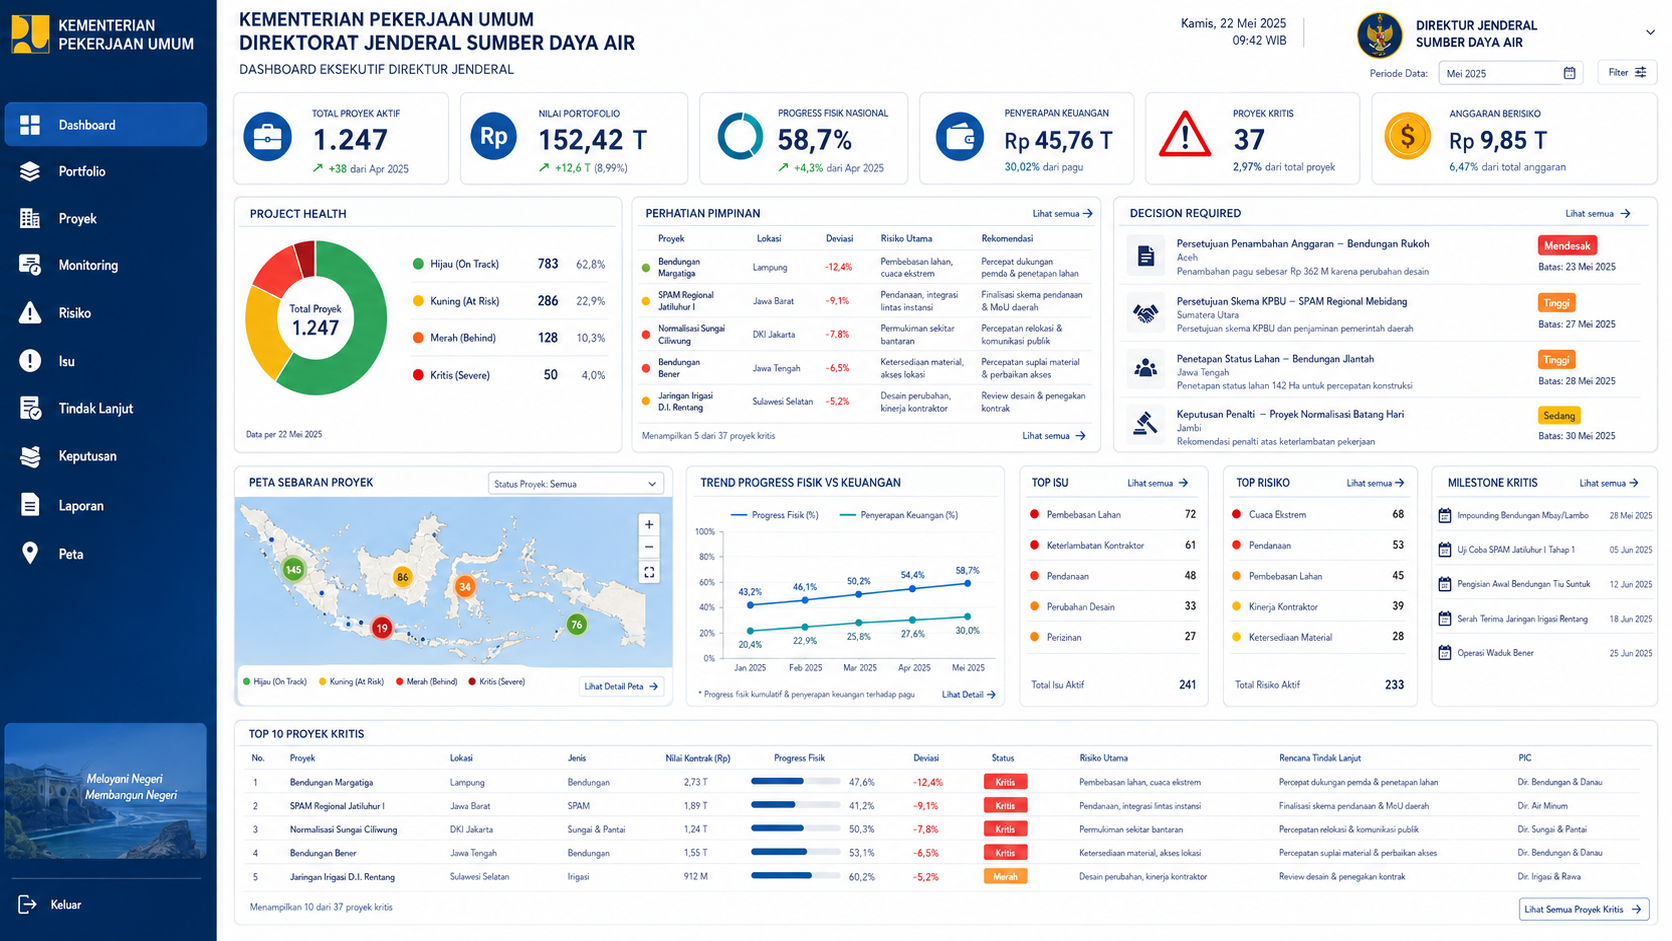 KEMENTERIAN
PEKERJAAN UMUM
Dashboard
Portfolio
Proyek
Monitoring
Risiko
Isu
Tindak Lanjut
Keputusan
Laporan
Peta
Melayani Negeri
Membangun Negeri
Keluar
KEMENTERIAN PEKERJAAN UMUM
DIREKTORAT JENDERAL SUMBER DAYA AIR
DASHBOARD EKSEKUTIF DIREKTUR JENDERAL
Kamis, 22 Mei 2025
09:42 WIB
DIREKTUR JENDERAL
SUMBER DAYA AIR
Periode Data:
Mei 2025
Filter
TOTAL PROYEK AKTIF
1.247
+38 dari Apr 2025
Rp
NILAI PORTOFOLIO
152,42 T
+12,6 T (8,99%)
PROGRESS FISIK NASIONAL
58,7%
+4,3% dari Apr 2025
PENYERAPAN KEUANGAN
Rp 45,76 T
30,02% dari pagu
PROYEK KRITIS
37
2,97% dari total proyek
$
ANGGARAN BERISIKO
Rp 9,85 T
6,47% dari total anggaran
PROJECT HEALTH
Total Proyek
1.247
Hijau (On Track) 783 62,8%
Kuning (At Risk) 286 22,9%
Merah (Behind) 128 10,3%
Kritis (Severe) 50 4,0%
Data per 22 Mei 2025
PERHATIAN PIMPINAN
Lihat semua
Proyek Lokasi Deviasi Risiko Utama Rekomendasi
Bendungan Margatiga Lampung -12,4% Pembebasan lahan, cuaca ekstrem Percepat dukungan pemda & penetapan lahan
SPAM Regional Jatiluhur I Jawa Barat -9,1% Pendanaan, integrasi lintas instansi Finalisasi skema pendanaan & MoU daerah
Normalisasi Sungai Ciliwung DKI Jakarta -7,8% Permukiman sekitar bantaran Percepatan relokasi & komunikasi publik
Bendungan Bener Jawa Tengah -6,5% Ketersediaan material, akses lokasi Percepatan suplai material & perbaikan akses
Jaringan Irigasi D.I. Rentang Sulawesi Selatan -5,2% Desain perubahan, kinerja kontraktor Review desain & penegakan kontrak
Menampilkan 5 dari 37 proyek kritis
Lihat semua
DECISION REQUIRED
Lihat semua
Persetujuan Penambahan Anggaran – Bendungan Rukoh
Aceh
Penambahan pagu sebesar Rp 362 M karena perubahan desain
Mendesak
Batas: 23 Mei 2025
Persetujuan Skema KPBU – SPAM Regional Mebidang
Sumatera Utara
Persetujuan skema KPBU dan penjaminan pemerintah daerah
Tinggi
Batas: 27 Mei 2025
Penetapan Status Lahan – Bendungan Jlantah
Jawa Tengah
Penetapan status lahan 142 Ha untuk percepatan konstruksi
Tinggi
Batas: 28 Mei 2025
Keputusan Penalti – Proyek Normalisasi Batang Hari
Jambi
Rekomendasi penalti atas keterlambatan pekerjaan
Sedang
Batas: 30 Mei 2025
PETA SEBARAN PROYEK
Status Proyek: Semua
145
86
34
19
76
+
−
Hijau (On Track) Kuning (At Risk) Merah (Behind) Kritis (Severe)
Lihat Detail Peta
TREND PROGRESS FISIK VS KEUANGAN
Progress Fisik (%) Penyerapan Keuangan (%)
100%
80%
60%
40%
20%
0%
43,2% 46,1% 50,2% 54,4% 58,7%
20,4% 22,9% 25,8% 27,6% 30,0%
Jan 2025 Feb 2025 Mar 2025 Apr 2025 Mei 2025
* Progress fisik kumulatif & penyerapan keuangan terhadap pagu
Lihat Detail
TOP ISU
Lihat semua
Pembebasan Lahan 72
Keterlambatan Kontraktor 61
Pendanaan 48
Perubahan Desain 33
Perizinan 27
Total Isu Aktif 241
TOP RISIKO
Lihat semua
Cuaca Ekstrem 68
Pendanaan 53
Pembebasan Lahan 45
Kinerja Kontraktor 39
Ketersediaan Material 28
Total Risiko Aktif 233
MILESTONE KRITIS
Lihat semua
Impounding Bendungan Mbay/Lambo 28 Mei 2025
Uji Coba SPAM Jatiluhur I Tahap 1 05 Jun 2025
Pengisian Awal Bendungan Tiu Suntuk 12 Jun 2025
Serah Terima Jaringan Irigasi Rentang 18 Jun 2025
Operasi Waduk Bener 25 Jun 2025
TOP 10 PROYEK KRITIS
No. Proyek Lokasi Jenis Nilai Kontrak (Rp) Progress Fisik Deviasi Status Risiko Utama Rencana Tindak Lanjut PIC
1 Bendungan Margatiga Lampung Bendungan 2,73 T 47,6% -12,4% Kritis Pembebasan lahan, cuaca ekstrem Percepat dukungan pemda & penetapan lahan Dir. Bendungan & Danau
2 SPAM Regional Jatiluhur I Jawa Barat SPAM 1,89 T 41,2% -9,1% Kritis Pendanaan, integrasi lintas instansi Finalisasi skema pendanaan & MoU daerah Dir. Air Minum
3 Normalisasi Sungai Ciliwung DKI Jakarta Sungai & Pantai 1,24 T 50,3% -7,8% Kritis Permukiman sekitar bantaran Percepatan relokasi & komunikasi publik Dir. Sungai & Pantai
4 Bendungan Bener Jawa Tengah Bendungan 1,55 T 53,1% -6,5% Kritis Ketersediaan material, akses lokasi Percepatan suplai material & perbaikan akses Dir. Bendungan & Danau
5 Jaringan Irigasi D.I. Rentang Sulawesi Selatan Irigasi 912 M 60,2% -5,2% Merah Desain perubahan, kinerja kontraktor Review desain & penegakan kontrak Dir. Irigasi & Rawa
Menampilkan 10 dari 37 proyek kritis
Lihat Semua Proyek Kritis